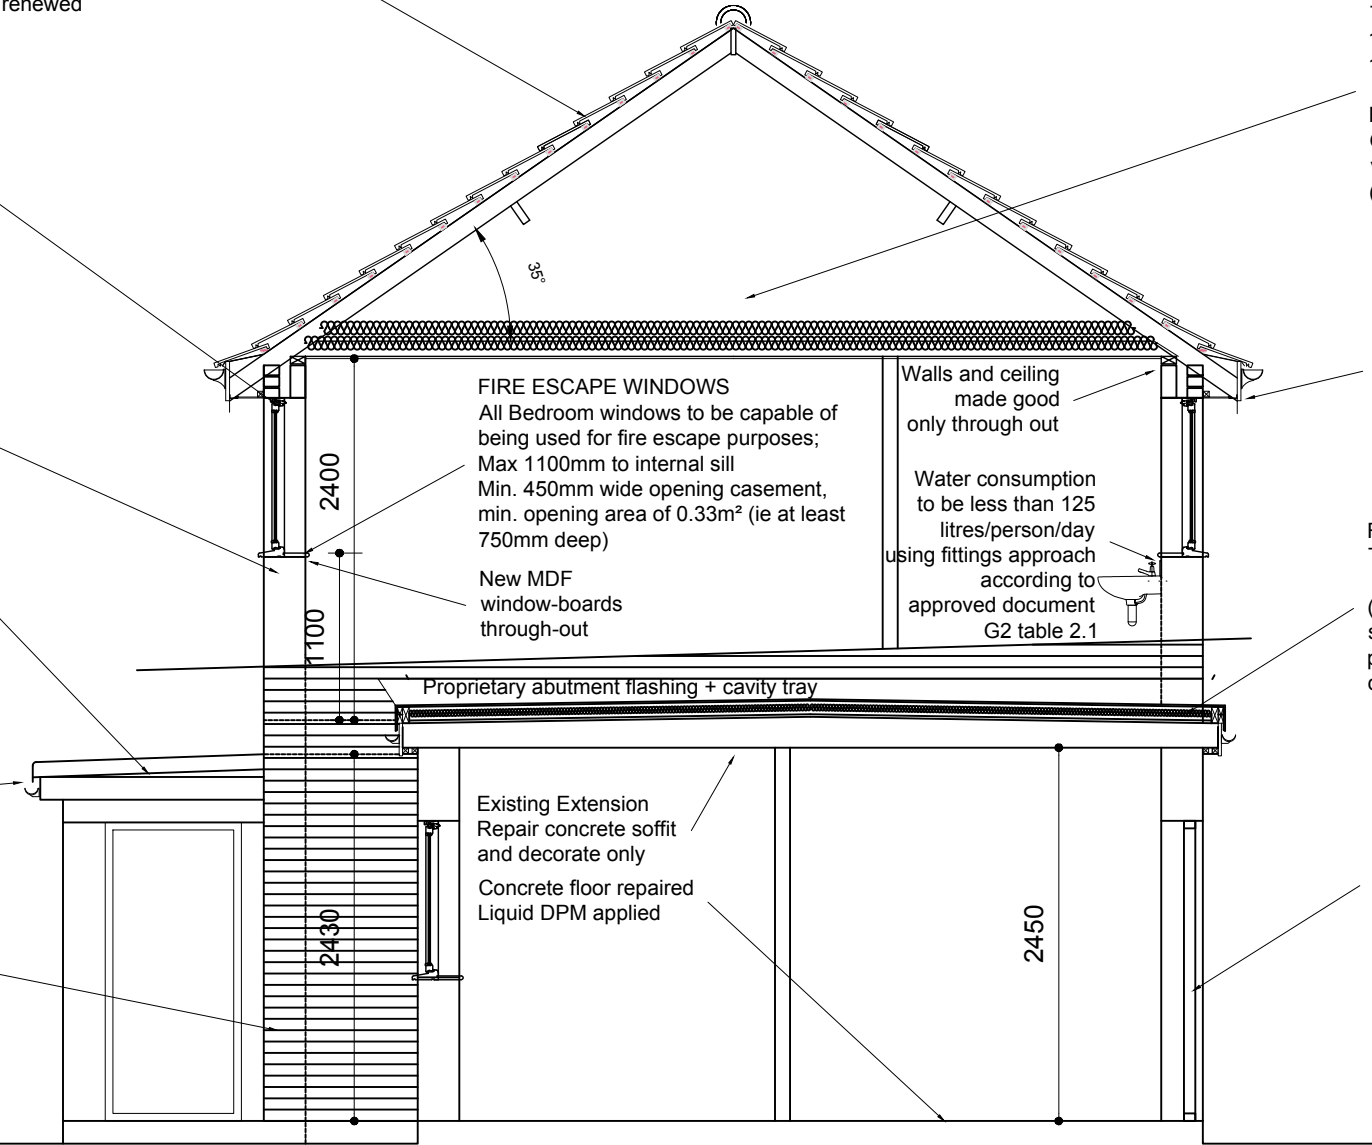 renewed
35°
FIRE ESCAPE WINDOWS
All Bedroom windows to be capable of
being used for fire escape purposes;
Max 1100mm to internal sill
Min. 450mm wide opening casement,
min. opening area of 0.33m² (ie at least
750mm deep)
New MDF
window-boards
through-out
Walls and ceiling
made good
only through out
Water consumption
to be less than 125
litres/person/day
using fittings approach
according to
approved document
G2 table 2.1
2400
1100
Proprietary abutment flashing + cavity tray
Existing Extension
Repair concrete soffit
and decorate only
Concrete floor repaired
Liquid DPM applied
2430
2450